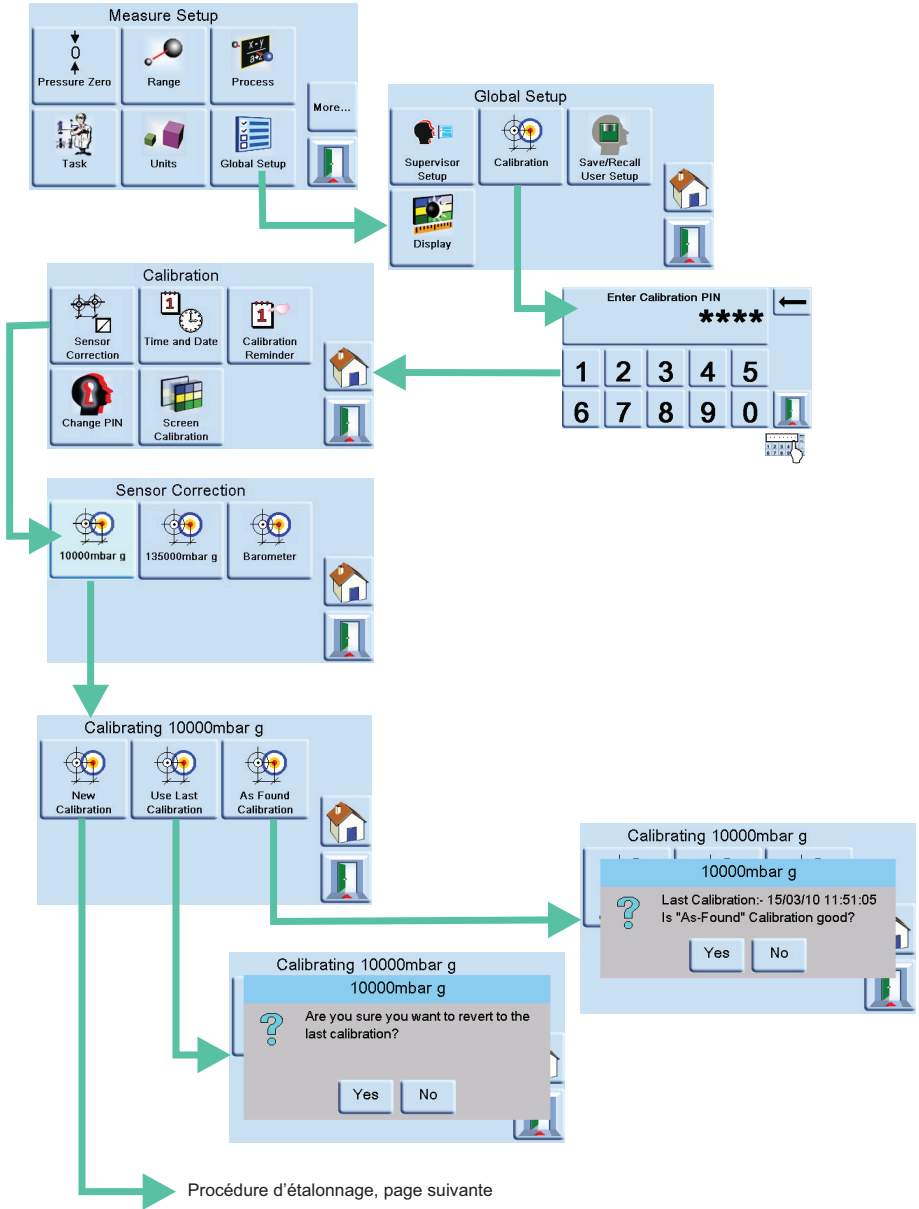 Measure Setup
0
Pressure Zero
Range
x - y
a+z
Process
More...
Task
Units
Global Setup
Global Setup
Supervisor
Setup
Calibration
Save/Recall
User Setup
Display
Calibration
Sensor
Correction
1
Time and Date
1
Calibration
Reminder
Change PIN
Screen
Calibration
Enter Calibration PIN
****
1 2 3 4 5
6 7 8 9 0
Sensor Correction
10000mbar g
135000mbar g
Barometer
Calibrating 10000mbar g
New
Calibration
Use Last
Calibration
As Found
Calibration
Calibrating 10000mbar g
10000mbar g
?
Last Calibration:- 15/03/10 11:51:05
Is "As-Found" Calibration good?
Yes No
Calibrating 10000mbar g
10000mbar g
?
Are you sure you want to revert to the
last calibration?
Yes No
Procédure d'étalonnage, page suivante